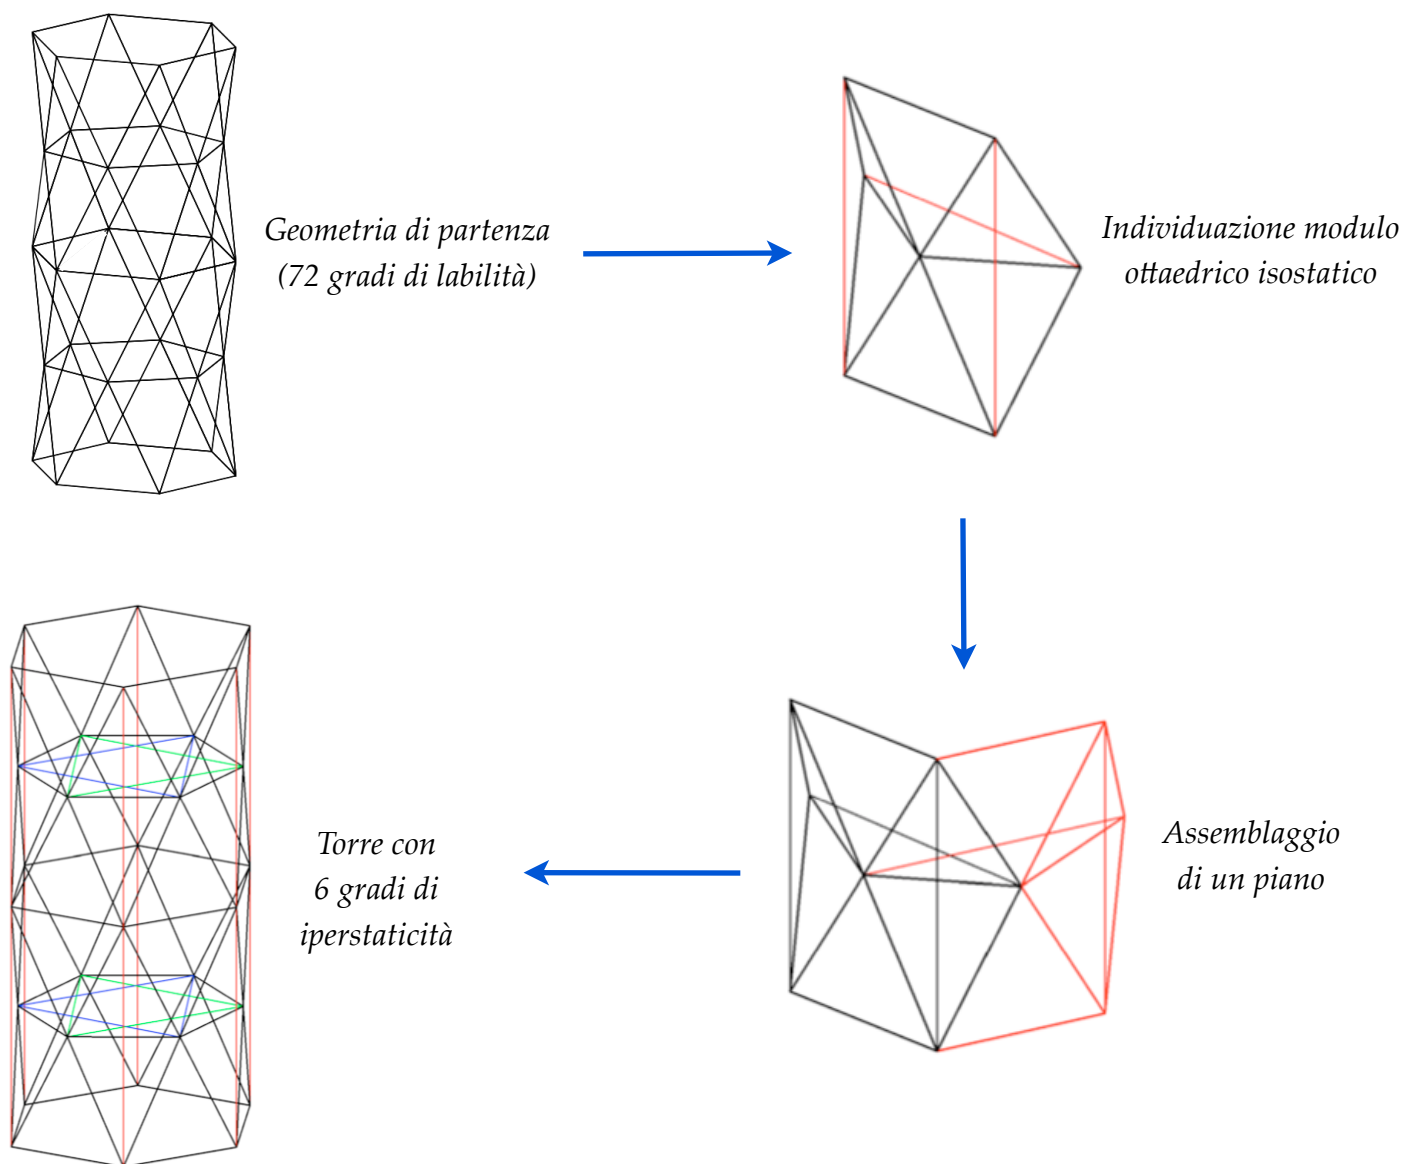 Geometria di partenza
(72 gradi di labilità)
Individuazione modulo
ottaedrico isostatico
Assemblaggio
di un piano
Torre con
6 gradi di
iperstaticità